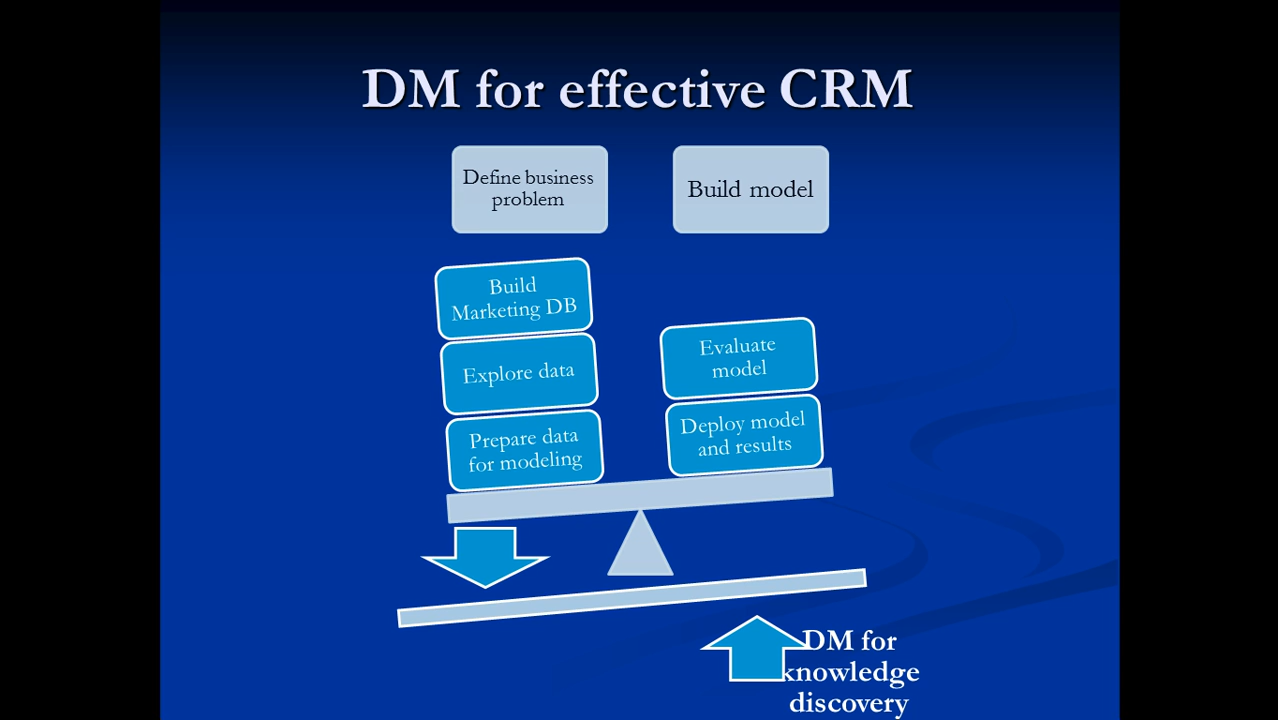 DM for effective CRM
Define business
problem
Build model
Build
Marketing DB
Explore data
Prepare data
for modeling
Evaluate
model
Deploy model
and results
DM for
knowledge
discovery